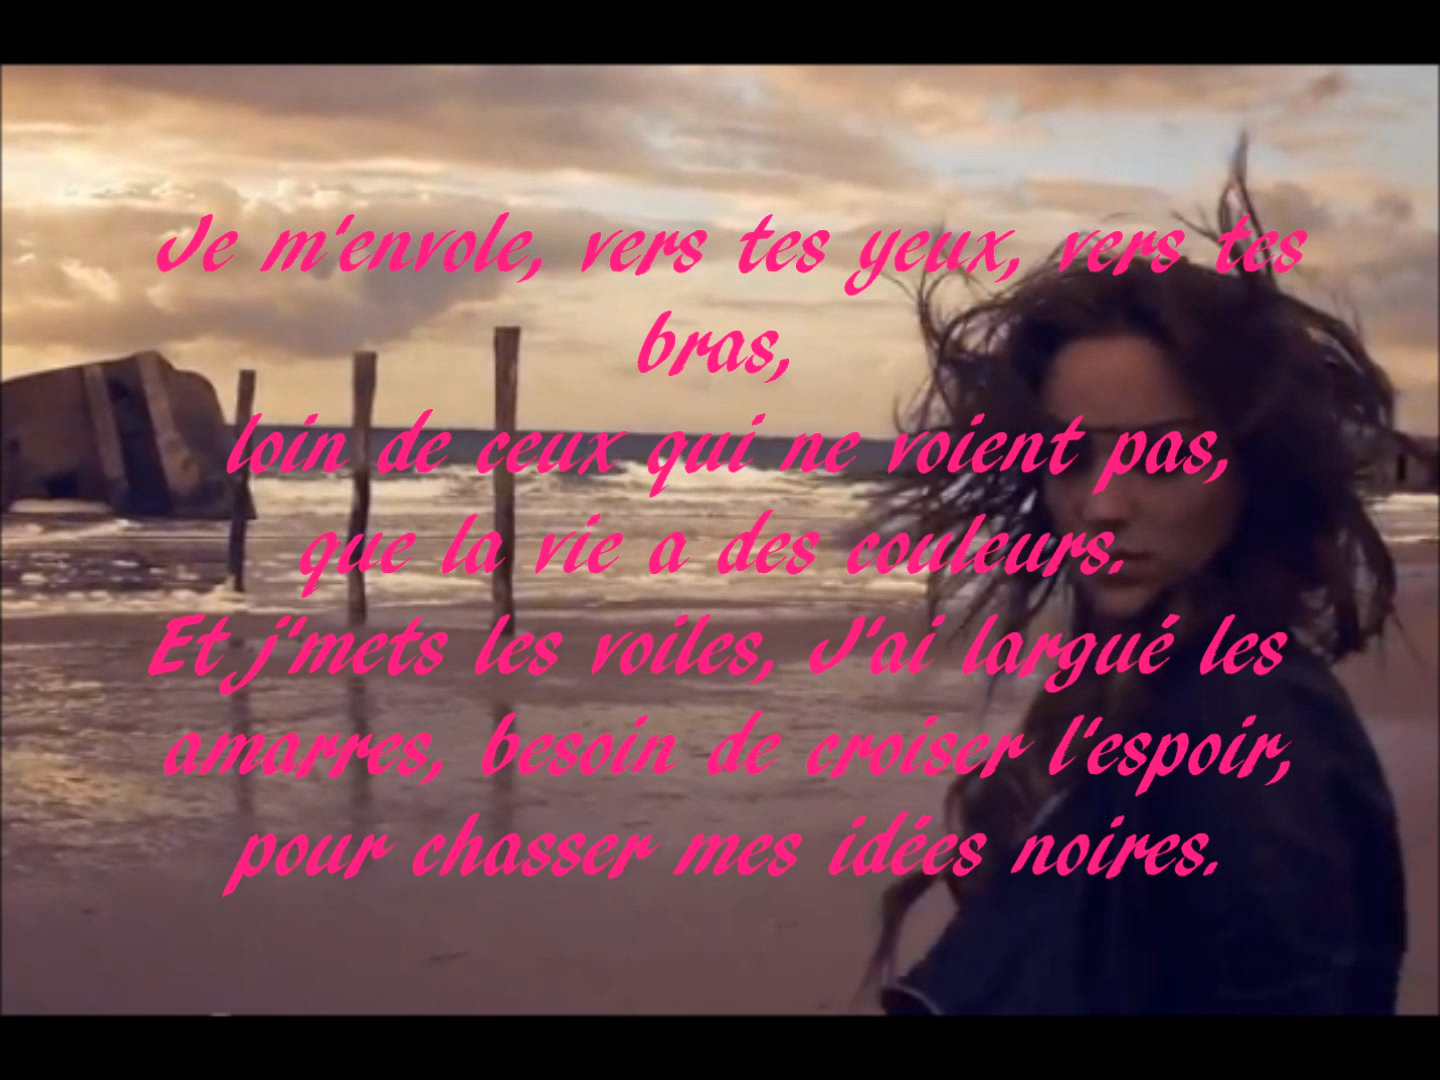 Je m'envole, vers tes yeux, vers tes
bras,
loin de ceux qui ne voient pas,
que la vie a des couleurs.
Et j'mets les voiles, J'ai largué les
amarres, besoin de croiser l'espoir,
pour chasser mes idées noires.